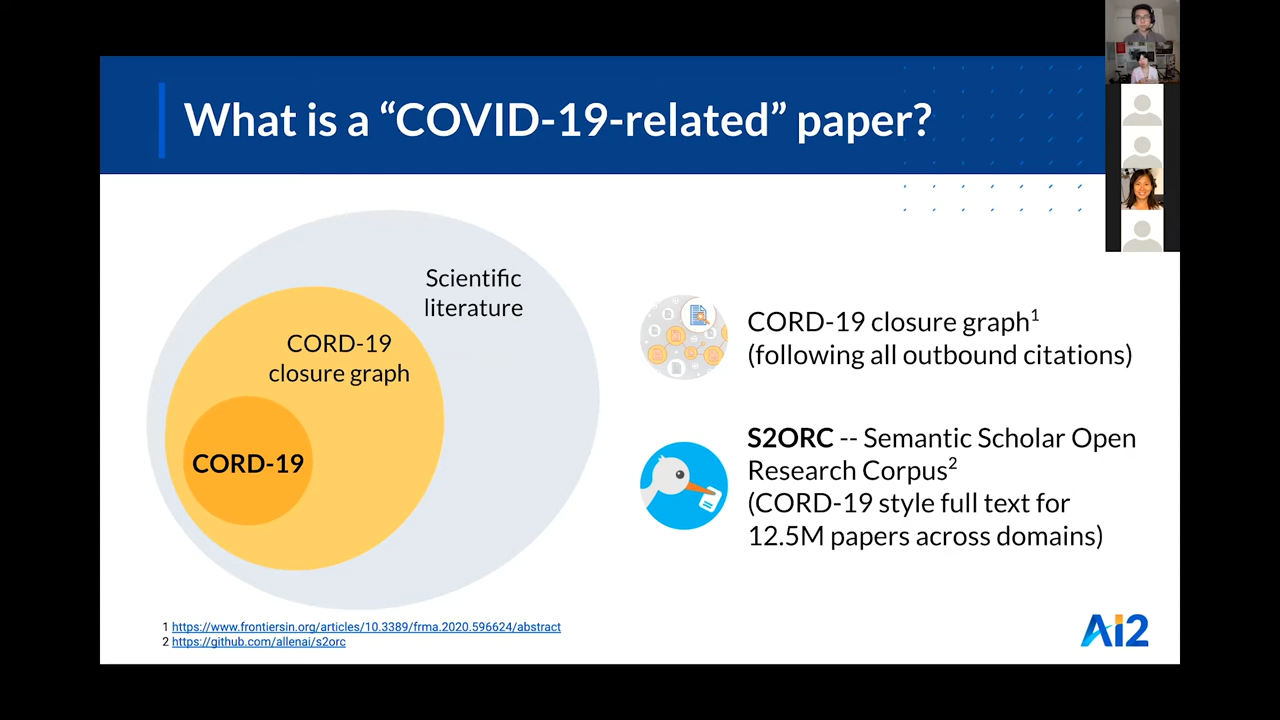 What is a “COVID-19-related” paper?
Scientific
literature
CORD-19
closure graph
CORD-19
CORD-19 closure graph1
(following all outbound citations)
S2ORC -- Semantic Scholar Open
Research Corpus2
(CORD-19 style full text for
12.5M papers across domains)
1 https://www.frontiersin.org/articles/10.3389/frma.2020.596624/abstract
2 https://github.com/allenai/s2orc
Ai2